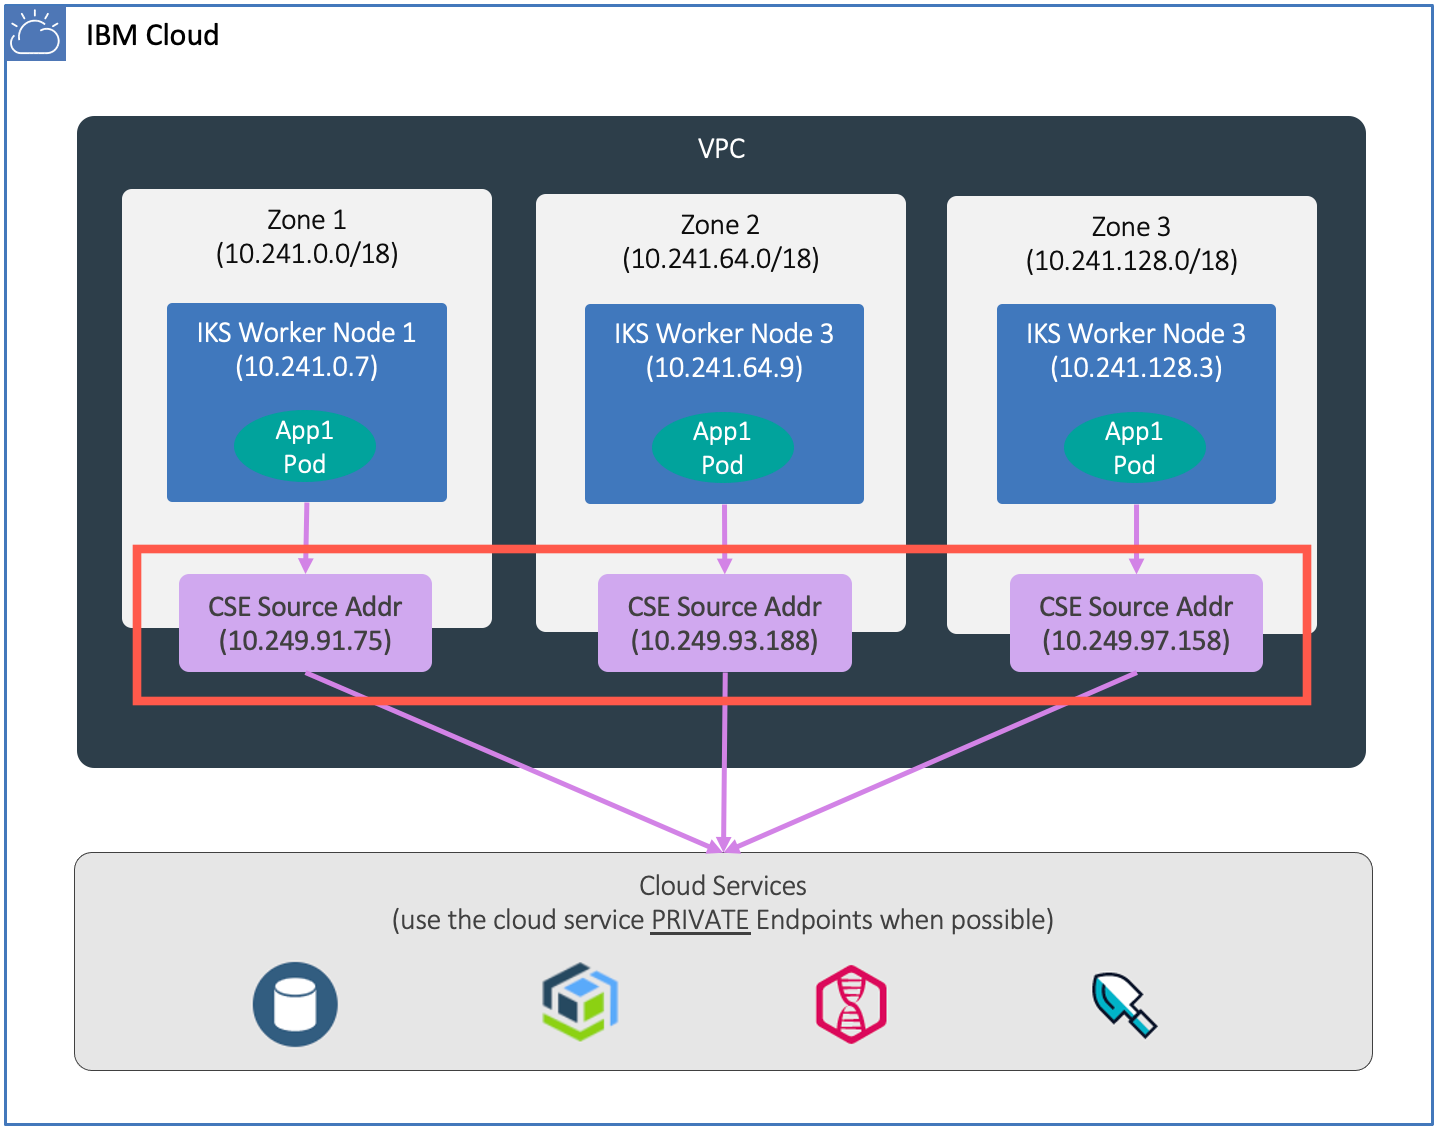 IBM Cloud
VPC
Zone 1
(10.241.0.0/18)
IKS Worker Node 1
(10.241.0.7)
App1
Pod
CSE Source Addr
(10.249.91.75)
Zone 2
(10.241.64.0/18)
IKS Worker Node 3
(10.241.64.9)
App1
Pod
CSE Source Addr
(10.249.93.188)
Zone 3
(10.241.128.0/18)
IKS Worker Node 3
(10.241.128.3)
App1
Pod
CSE Source Addr
(10.249.97.158)
Cloud Services
(use the cloud service PRIVATE Endpoints when possible)